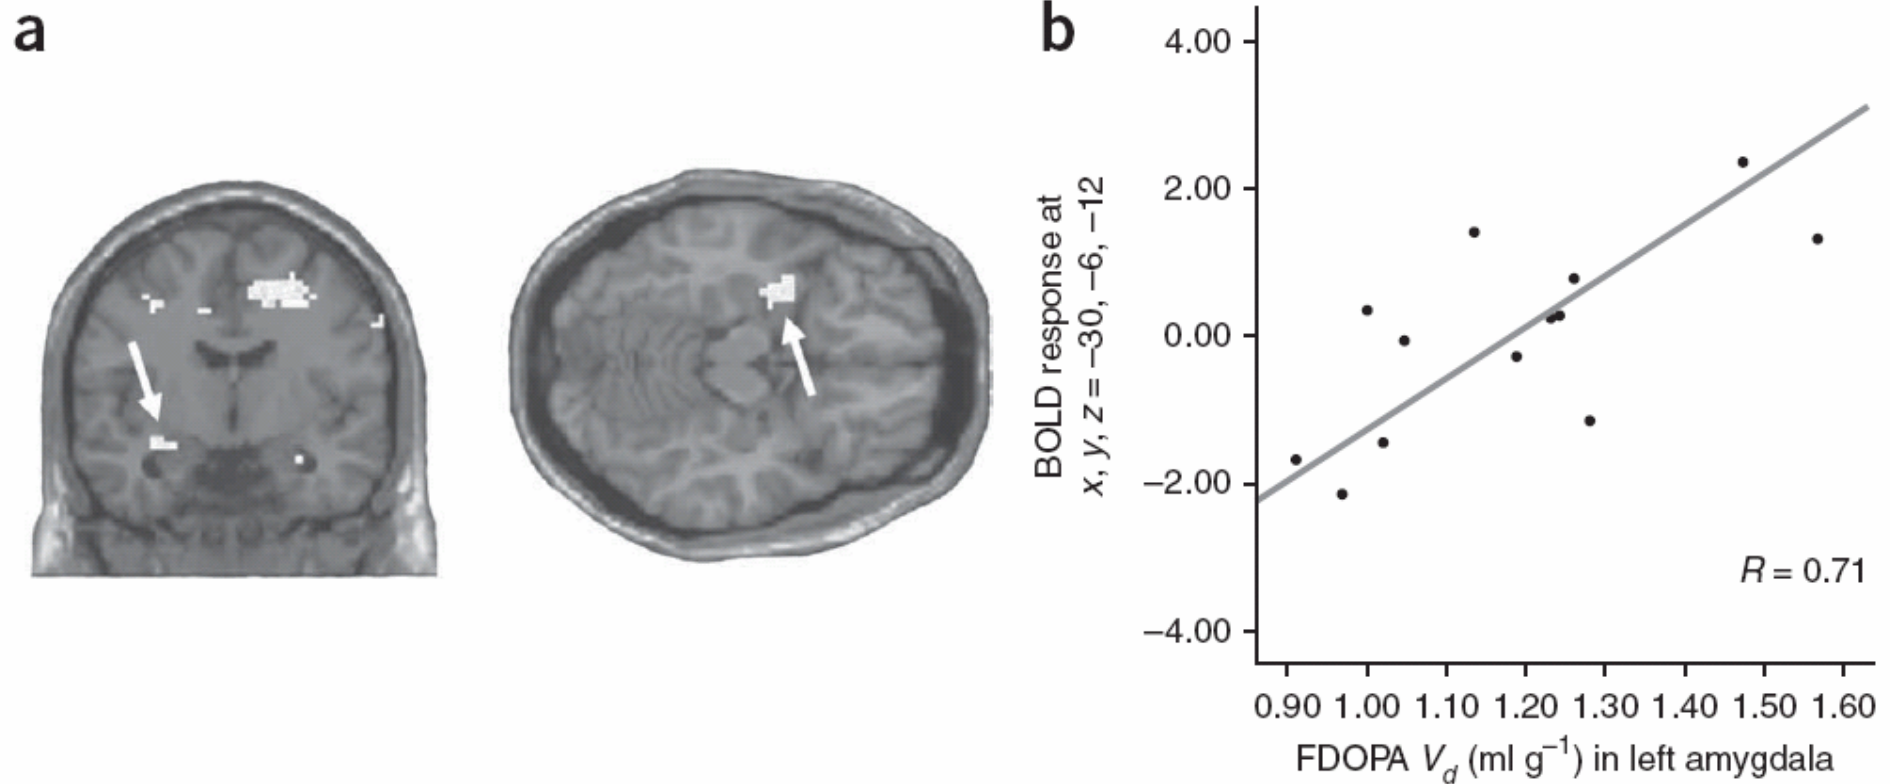 a
b
4.00
2.00
0.00
−2.00
−4.00
BOLD response at
x, y, z = −30, −6, −12
R = 0.71
0.90 1.00 1.10 1.20 1.30 1.40 1.50 1.60
FDOPA Vd (ml g−1) in left amygdala